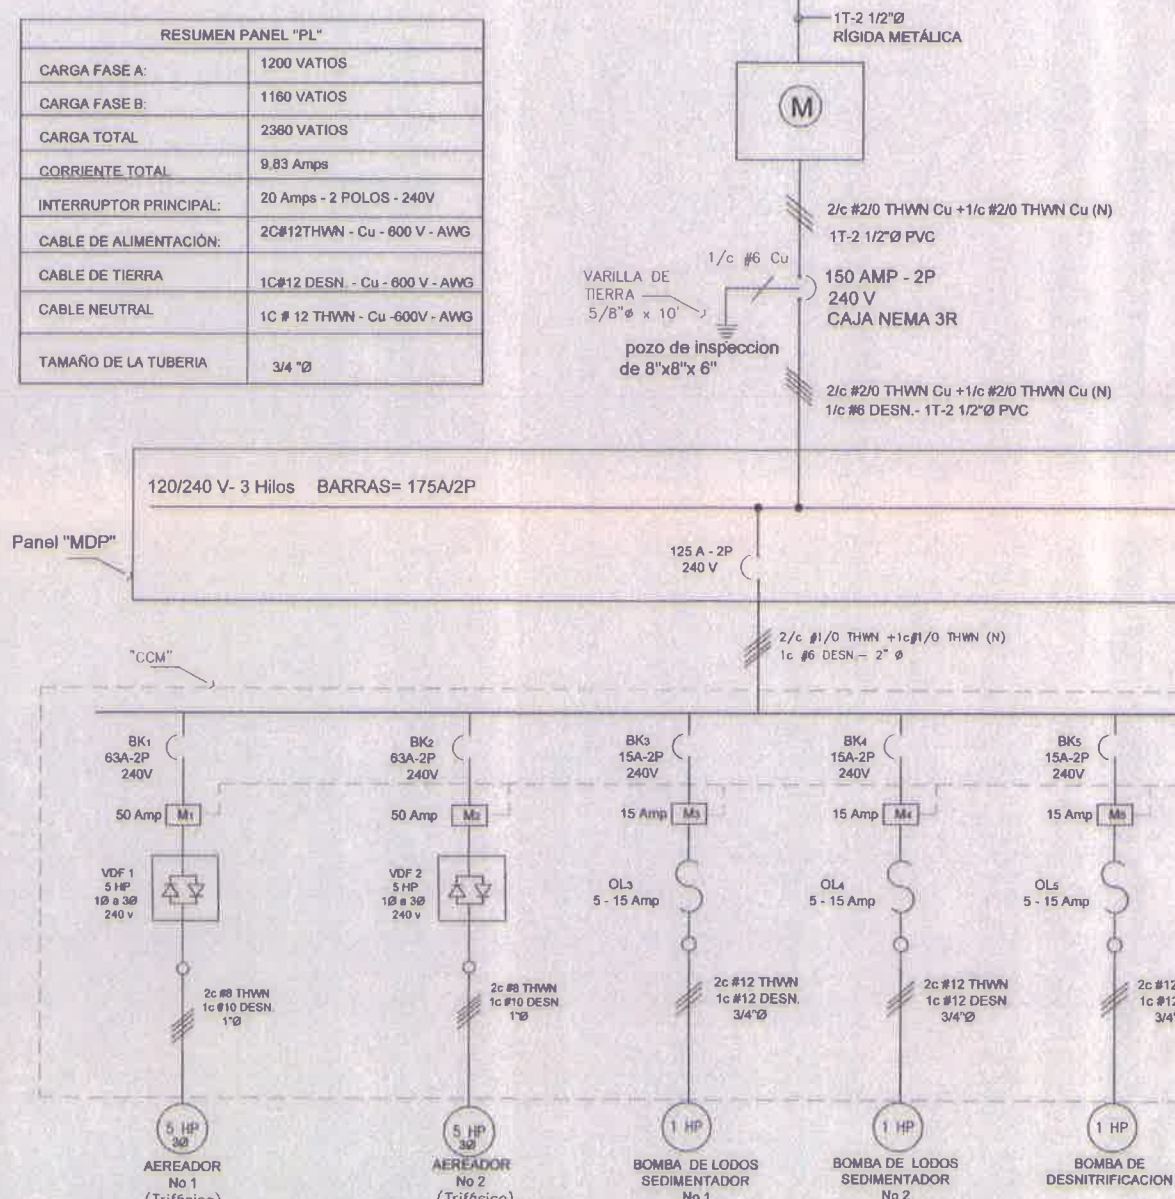 RESUMEN PANEL "PL"
CARGA FASE A: 1200 VATIOS
CARGA FASE B: 1160 VATIOS
CARGA TOTAL 2360 VATIOS
CORRIENTE TOTAL 9.83 Amps
INTERRUPTOR PRINCIPAL: 20 Amps - 2 POLOS - 240V
CABLE DE ALIMENTACIÓN: 2C#12THWN - Cu - 600 V - AWG
CABLE DE TIERRA 1C#12 DESN. - Cu - 600 V - AWG
CABLE NEUTRAL 1C # 12 THWN - Cu -600V - AWG
TAMAÑO DE LA TUBERIA 3/4 "Ø
1T-2 1/2"Ø
RÍGIDA METÁLICA
M
2/c #2/0 THWN Cu +1/c #2/0 THWN Cu (N)
1T-2 1/2"Ø PVC
1/c #6 Cu
VARILLA DE
TIERRA
5/8"ø x 10'
150 AMP - 2P
240 V
CAJA NEMA 3R
pozo de inspeccion
de 8"x8"x 6"
2/c #2/0 THWN Cu +1/c #2/0 THWN Cu (N)
1/c #6 DESN.- 1T-2 1/2"Ø PVC
120/240 V- 3 Hilos BARRAS= 175A/2P
Panel "MDP"
125 A - 2P
240 V
2/c #1/0 THWN +1c#1/0 THWN (N)
1c #6 DESN – 2" ø
"CCM"
BK1
63A-2P
240V
50 Amp M1
VDF 1
5 HP
1Ø a 3Ø
240 v
2c #8 THWN
1c #10 DESN.
1"Ø
5 HP
3Ø
AEREADOR
No 1
(Trifásico)
BK2
63A-2P
240V
50 Amp M2
VDF 2
5 HP
1Ø a 3Ø
240 v
2c #8 THWN
1c #10 DESN
1"Ø
5 HP
3Ø
AEREADOR
No 2
(Trifásico)
BK3
15A-2P
240V
15 Amp M3
OL3
5 - 15 Amp
2c #12 THWN
1c #12 DESN.
3/4"Ø
1 HP
BOMBA DE LODOS
SEDIMENTADOR
No 1
BK4
15A-2P
240V
15 Amp M4
OL4
5 - 15 Amp
2c #12 THWN
1c #12 DESN
3/4"Ø
1 HP
BOMBA DE LODOS
SEDIMENTADOR
No 2
BK5
15A-2P
240V
15 Amp M5
OL5
5 - 15 Amp
2c #12
1c #12
3/4"
1 HP
BOMBA DE
DESNITRIFICACION